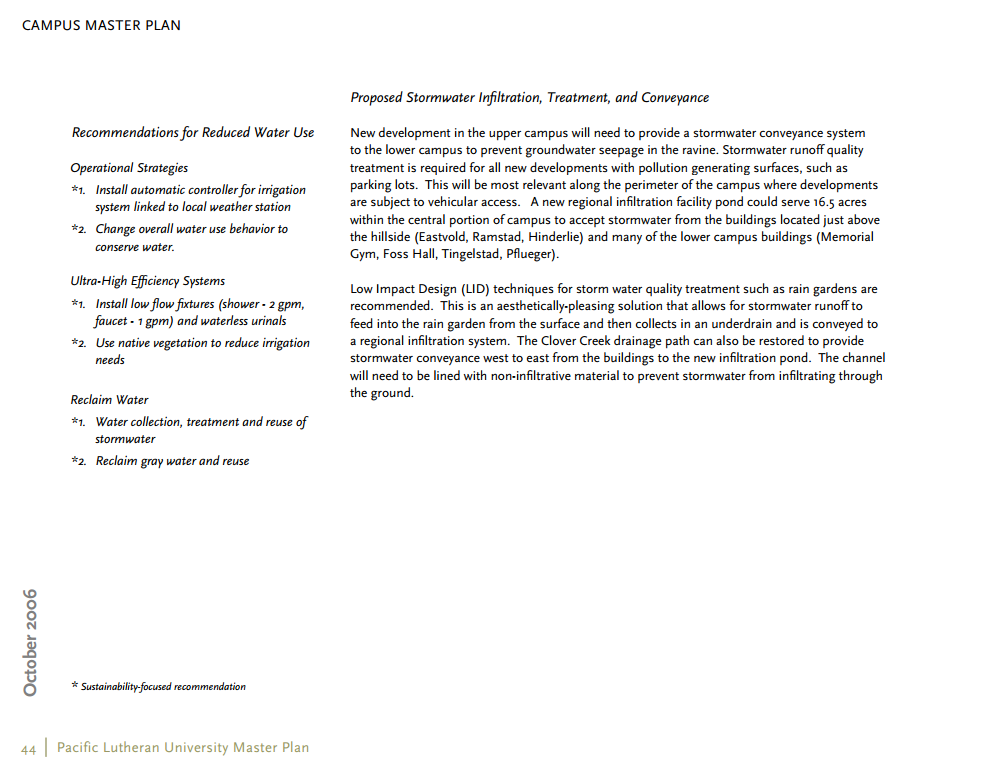 CAMPUS MASTER PLAN
Recommendations for Reduced Water Use
Operational Strategies
*1. Install automatic controller for irrigation
system linked to local weather station
*2. Change overall water use behavior to
conserve water.
Ultra-High Efficiency Systems
*1. Install low flow fixtures (shower - 2 gpm,
faucet - 1 gpm) and waterless urinals
*2. Use native vegetation to reduce irrigation
needs
Reclaim Water
*1. Water collection, treatment and reuse of
stormwater
*2. Reclaim gray water and reuse
* Sustainability-focused recommendation
Proposed Stormwater Infiltration, Treatment, and Conveyance
New development in the upper campus will need to provide a stormwater conveyance system
to the lower campus to prevent groundwater seepage in the ravine. Stormwater runoff quality
treatment is required for all new developments with pollution generating surfaces, such as
parking lots. This will be most relevant along the perimeter of the campus where developments
are subject to vehicular access. A new regional infiltration facility pond could serve 16.5 acres
within the central portion of campus to accept stormwater from the buildings located just above
the hillside (Eastvold, Ramstad, Hinderlie) and many of the lower campus buildings (Memorial
Gym, Foss Hall, Tingelstad, Pflueger).
Low Impact Design (LID) techniques for storm water quality treatment such as rain gardens are
recommended. This is an aesthetically-pleasing solution that allows for stormwater runoff to
feed into the rain garden from the surface and then collects in an underdrain and is conveyed to
a regional infiltration system. The Clover Creek drainage path can also be restored to provide
stormwater conveyance west to east from the buildings to the new infiltration pond. The channel
will need to be lined with non-infiltrative material to prevent stormwater from infiltrating through
the ground.
October 2006
44 | Pacific Lutheran University Master Plan